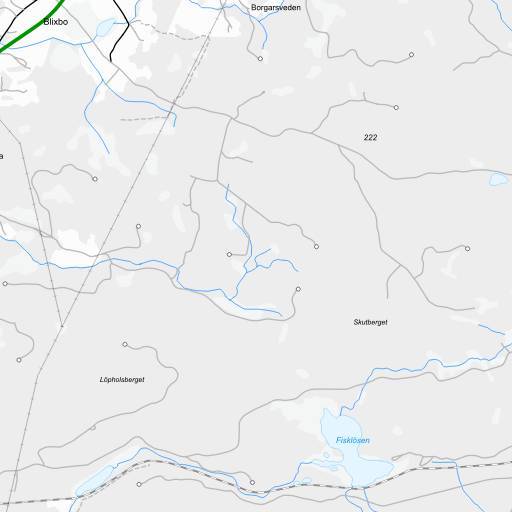 Borgarsveden
Blixbo
222
a
Skutberget
Löpholsberget
Fisklösen